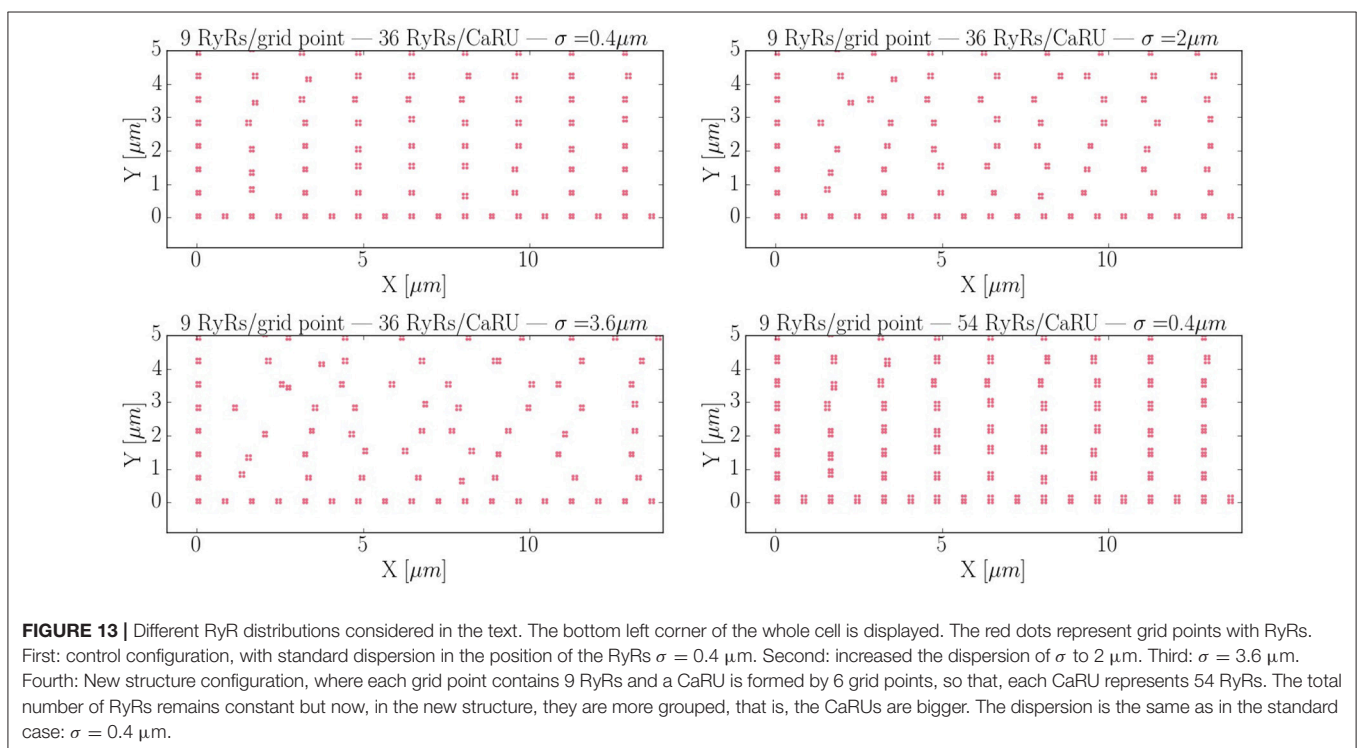 9 RyRs/grid point — 36 RyRs/CaRU — σ =0.4μm
5
4
3
2
1
0
Y [μm]
0 5 10
X [μm]
9 RyRs/grid point — 36 RyRs/CaRU — σ =2μm
5
4
3
2
1
0
Y [μm]
0 5 10
X [μm]
9 RyRs/grid point — 36 RyRs/CaRU — σ =3.6μm
5
4
3
2
1
0
Y [μm]
0 5 10
X [μm]
9 RyRs/grid point — 54 RyRs/CaRU — σ =0.4μm
5
4
3
2
1
0
Y [μm]
0 5 10
X [μm]
FIGURE 13 | Different RyR distributions considered in the text. The bottom left corner of the whole cell is displayed. The red dots represent grid points with RyRs.
First: control configuration, with standard dispersion in the position of the RyRs σ = 0.4 μm. Second: increased the dispersion of σ to 2 μm. Third: σ = 3.6 μm.
Fourth: New structure configuration, where each grid point contains 9 RyRs and a CaRU is formed by 6 grid points, so that, each CaRU represents 54 RyRs. The total
number of RyRs remains constant but now, in the new structure, they are more grouped, that is, the CaRUs are bigger. The dispersion is the same as in the standard
case: σ = 0.4 μm.